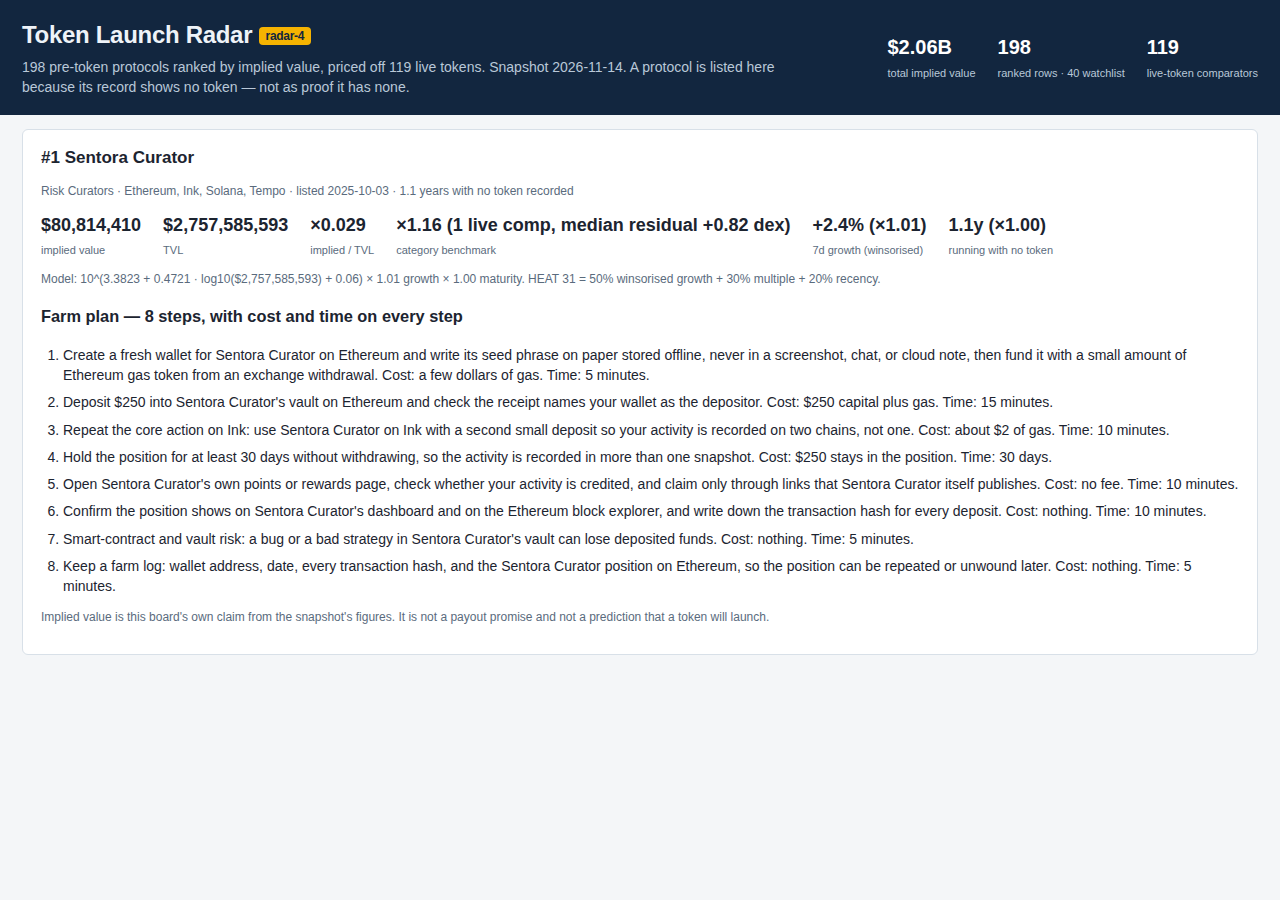 Token Launch Radar radar-4
198 pre-token protocols ranked by implied value, priced off 119 live tokens. Snapshot 2026-11-14. A protocol is listed here
because its record shows no token — not as proof it has none.
$2.06B
total implied value
198
ranked rows · 40 watchlist
119
live-token comparators
#1 Sentora Curator
Risk Curators · Ethereum, Ink, Solana, Tempo · listed 2025-10-03 · 1.1 years with no token recorded
$80,814,410
implied value
$2,757,585,593
TVL
×0.029
implied / TVL
×1.16 (1 live comp, median residual +0.82 dex)
category benchmark
+2.4% (×1.01)
7d growth (winsorised)
1.1y (×1.00)
running with no token
Model: 10^(3.3823 + 0.4721 · log10($2,757,585,593) + 0.06) × 1.01 growth × 1.00 maturity. HEAT 31 = 50% winsorised growth + 30% multiple + 20% recency.
Farm plan — 8 steps, with cost and time on every step
1. Create a fresh wallet for Sentora Curator on Ethereum and write its seed phrase on paper stored offline, never in a screenshot, chat, or cloud note, then fund it with a small amount of
Ethereum gas token from an exchange withdrawal. Cost: a few dollars of gas. Time: 5 minutes.
2. Deposit $250 into Sentora Curator's vault on Ethereum and check the receipt names your wallet as the depositor. Cost: $250 capital plus gas. Time: 15 minutes.
3. Repeat the core action on Ink: use Sentora Curator on Ink with a second small deposit so your activity is recorded on two chains, not one. Cost: about $2 of gas. Time: 10 minutes.
4. Hold the position for at least 30 days without withdrawing, so the activity is recorded in more than one snapshot. Cost: $250 stays in the position. Time: 30 days.
5. Open Sentora Curator's own points or rewards page, check whether your activity is credited, and claim only through links that Sentora Curator itself publishes. Cost: no fee. Time: 10 minutes.
6. Confirm the position shows on Sentora Curator's dashboard and on the Ethereum block explorer, and write down the transaction hash for every deposit. Cost: nothing. Time: 10 minutes.
7. Smart-contract and vault risk: a bug or a bad strategy in Sentora Curator's vault can lose deposited funds. Cost: nothing. Time: 5 minutes.
8. Keep a farm log: wallet address, date, every transaction hash, and the Sentora Curator position on Ethereum, so the position can be repeated or unwound later. Cost: nothing. Time: 5
minutes.
Implied value is this board's own claim from the snapshot's figures. It is not a payout promise and not a prediction that a token will launch.